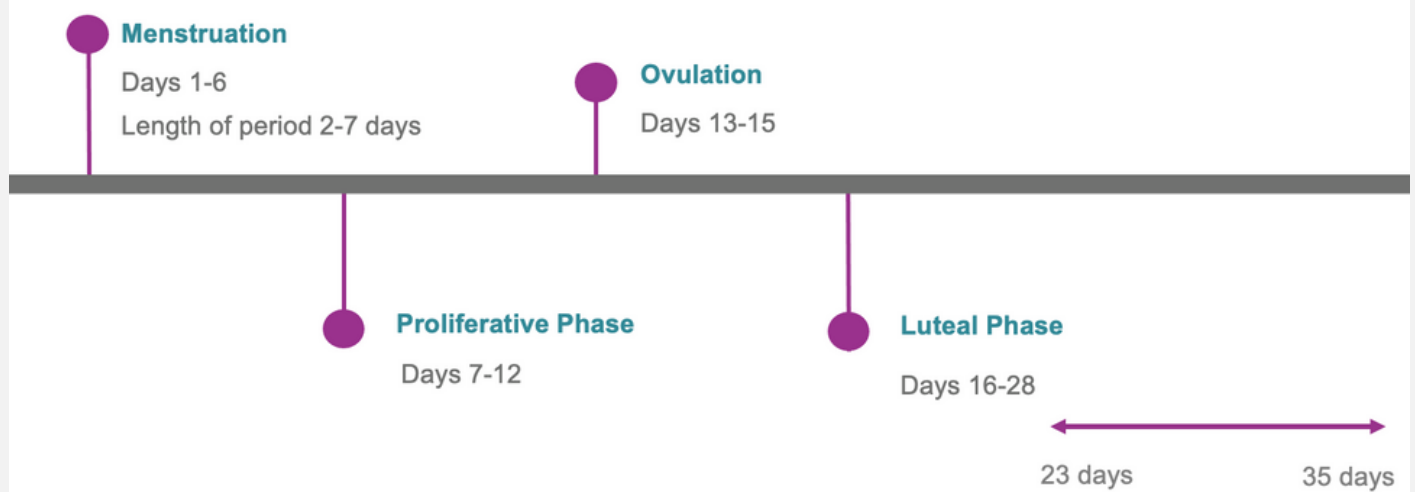 Menstruation
Days 1-6
Length of period 2-7 days
Ovulation
Days 13-15
Proliferative Phase
Days 7-12
Luteal Phase
Days 16-28
23 days
35 days